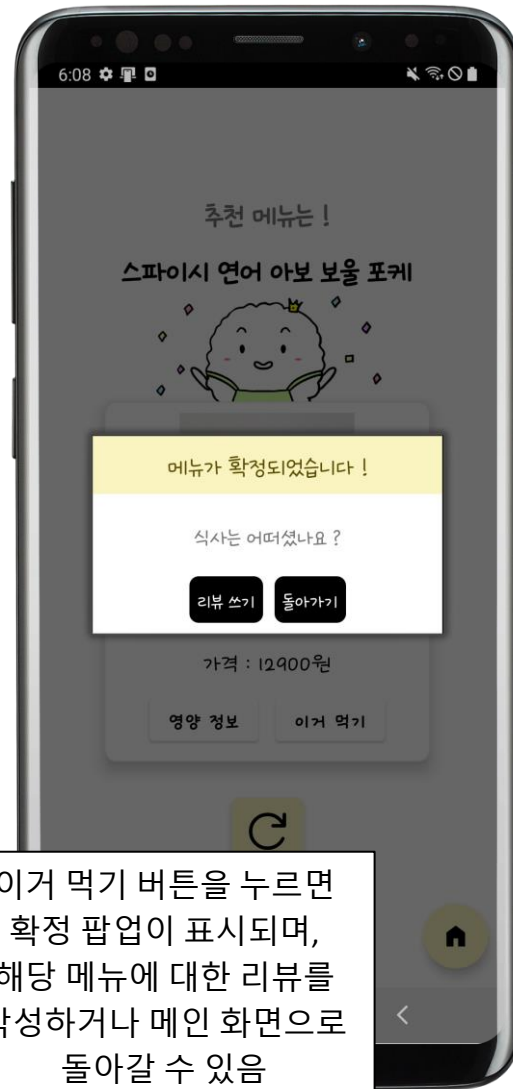 6:08
추천 메뉴는 !
스파이시 연어 아보 보울 포케
메뉴가 확정되었습니다 !
식사는 어떠셨나요 ?
리뷰 쓰기 돌아가기
가격 : 12900원
영양 정보 이거 먹기
이거 먹기 버튼을 누르면
확정 팝업이 표시되며,
해당 메뉴에 대한 리뷰를
작성하거나 메인 화면으로
돌아갈 수 있음